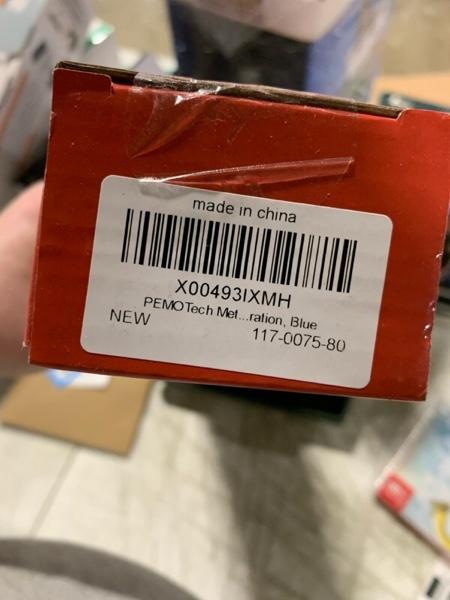 made in china
X00493IXMH
PEMOTech Met...ration, Blue
NEW
117-0075-80